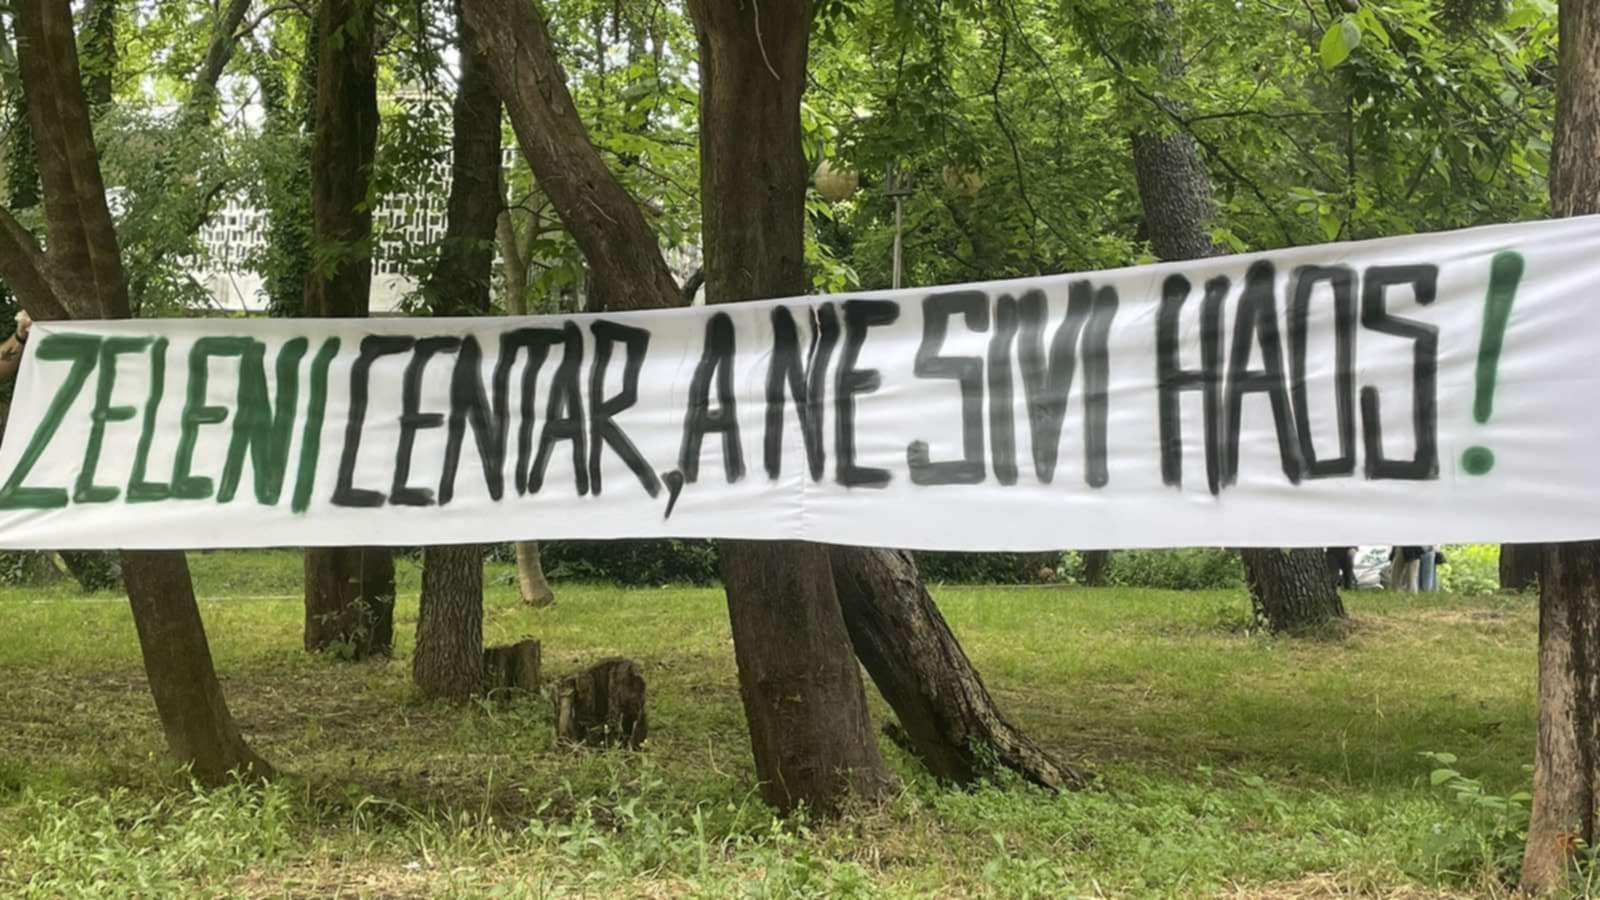 ZELENI CENTAR, A NE SIVI HAOS!